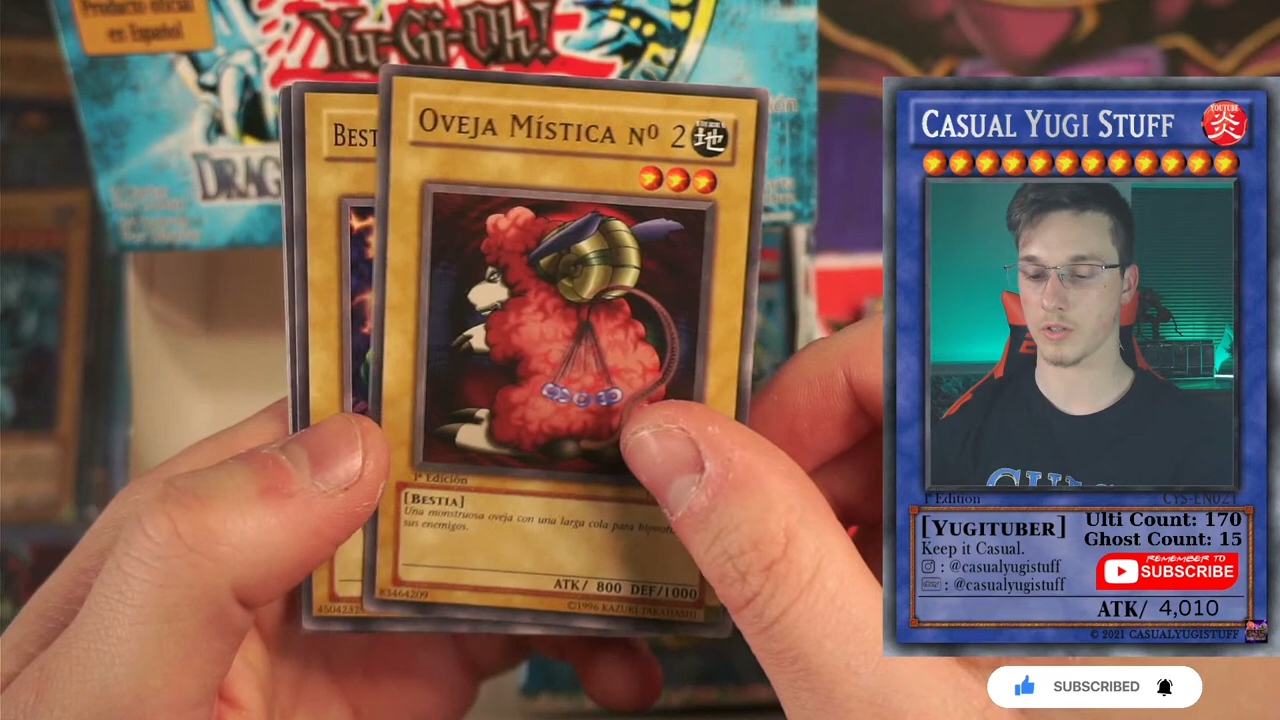 Producto oficial
en Español
Yu-Gi-Oh!
DRAG
BEST
OVEJA MÍSTICA Nº 2
1ª Edición
[BESTIA]
Una monstruosa oveja con una larga cola para
sus enemigos.
ATK/ 800 DEF/1000
83464209
©1996 KAZUKI TAKAHASHI
CASUAL YUGI STUFF
YOUTUBE
炎
1st Edition
CYS-EN021
[YUGITUBER]
Ulti Count: 170
Keep it Casual.
Ghost Count: 15
: @casualyugistuff
: @casualyugistuff
REMEMBER TO
SUBSCRIBE
ATK/ 4,010
© 2021 CASUALYUGISTUFF
SUBSCRIBED